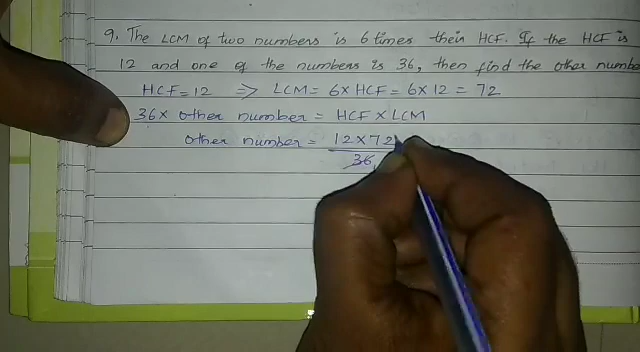 9. The LCM of two numbers is 6 times their HCF. If the HCF is
12 and one of the numbers is 36, then find the other numbe
HCF = 12 ⇒ LCM = 6 × HCF = 6 × 12 = 72
36 × Other number = HCF × LCM
Other number = 12 × 72
36